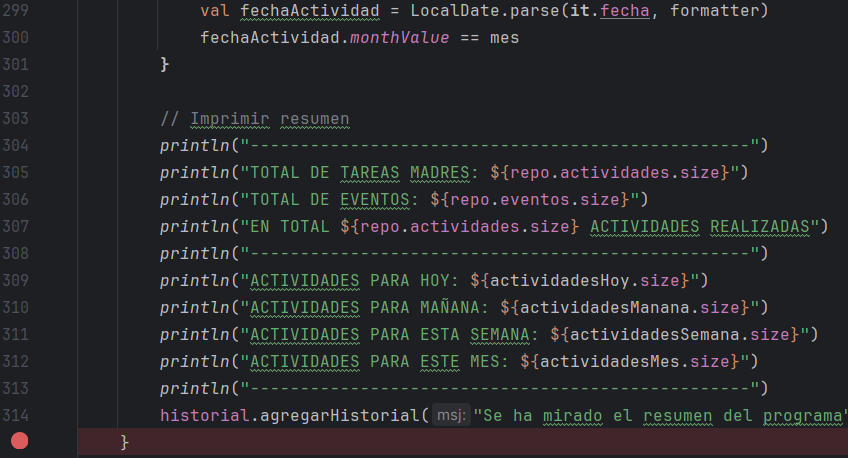 299 val fechaActividad = LocalDate.parse(it.fecha, formatter)
300 fechaActividad.monthValue == mes
301 }
302
303 // Imprimir resumen
304 println("--------------------------------------------------")
305 println("TOTAL DE TAREAS MADRES: ${repo.actividades.size}")
306 println("TOTAL DE EVENTOS: ${repo.eventos.size}")
307 println("EN TOTAL ${repo.actividades.size} ACTIVIDADES REALIZADAS")
308 println("--------------------------------------------------")
309 println("ACTIVIDADES PARA HOY: ${actividadesHoy.size}")
310 println("ACTIVIDADES PARA MAÑANA: ${actividadesManana.size}")
311 println("ACTIVIDADES PARA ESTA SEMANA: ${actividadesSemana.size}")
312 println("ACTIVIDADES PARA ESTE MES: ${actividadesMes.size}")
313 println("--------------------------------------------------")
314 historial.agregarHistorial( msj: "Se ha mirado el resumen del programa"
}